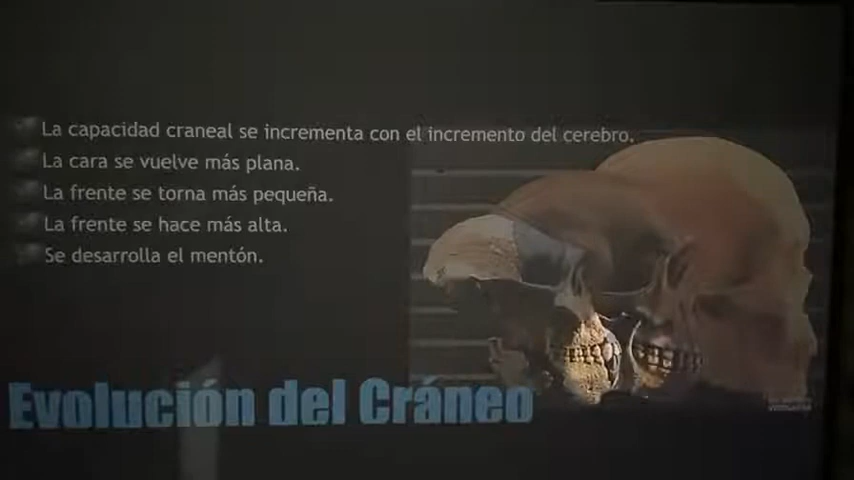 La capacidad craneal se incrementa con el incremento del cerebro.
La cara se vuelve más plana.
La frente se torna más pequeña.
La frente se hace más alta.
Se desarrolla el mentón.
Evolución del Cráneo